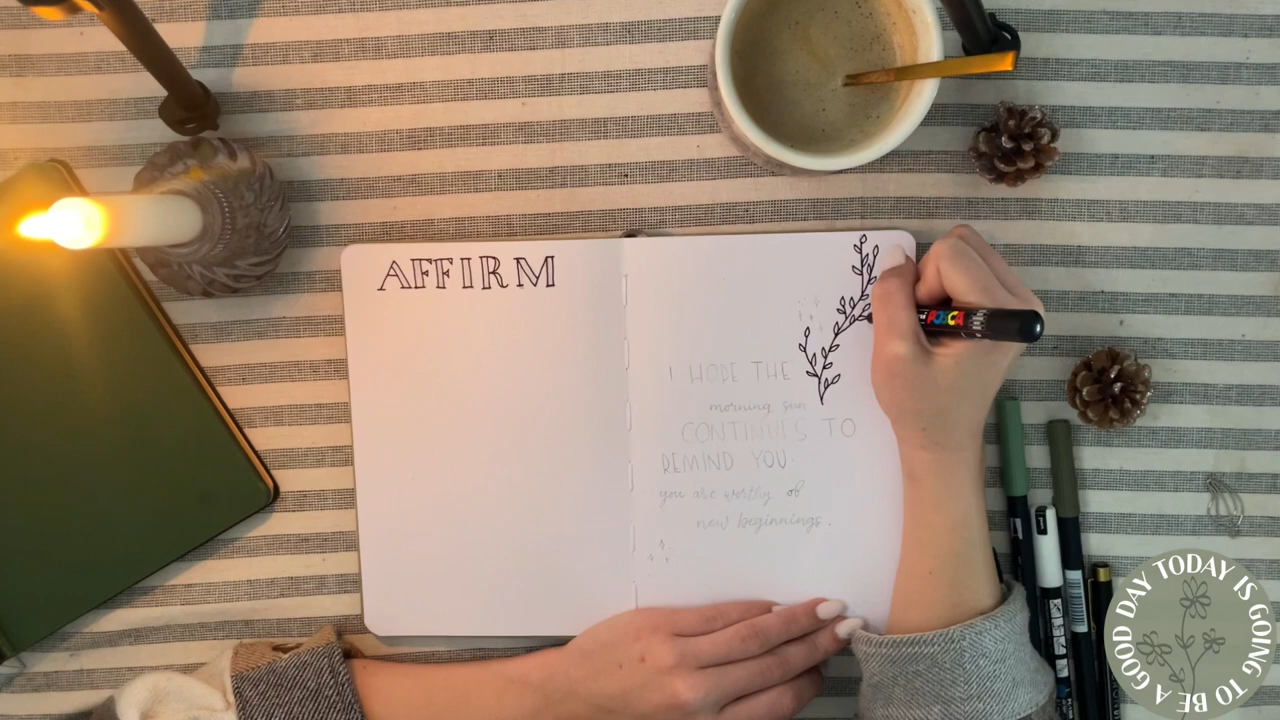 AFFIRM
I HOPE THE
morning sun
CONTINUES TO
REMIND YOU
you are worthy of
new beginnings.
POSCA
TODAY IS GOING TO BE A GOOD DAY